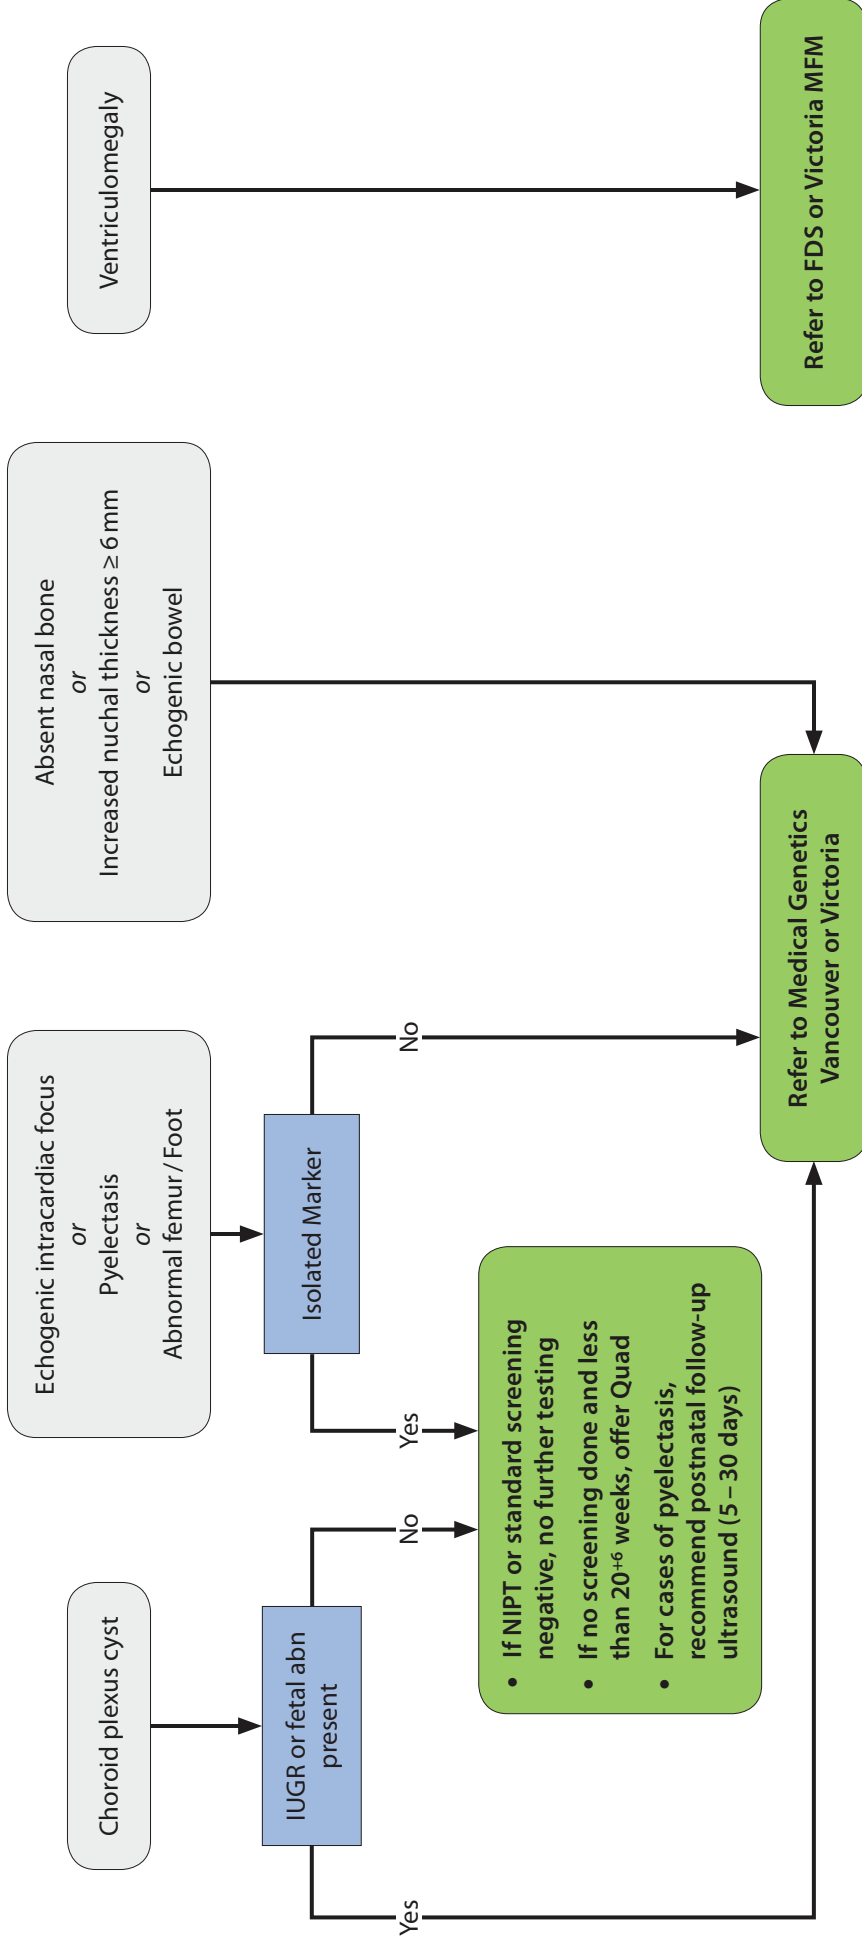 Choroid plexus cyst
Echogenic intracardiac focus
or
Pyelectasis
or
Abnormal femur / Foot
Absent nasal bone
or
Increased nuchal thickness ≥ 6 mm
or
Echogenic bowel
Ventriculomegaly
IUGR or fetal abn
present
Isolated Marker
Yes
No
Yes
No
• If NIPT or standard screening
negative, no further testing
• If no screening done and less
than 20⁺⁶ weeks, offer Quad
• For cases of pyelectasis,
recommend postnatal follow-up
ultrasound (5 – 30 days)
Refer to Medical Genetics
Vancouver or Victoria
Refer to FDS or Victoria MFM